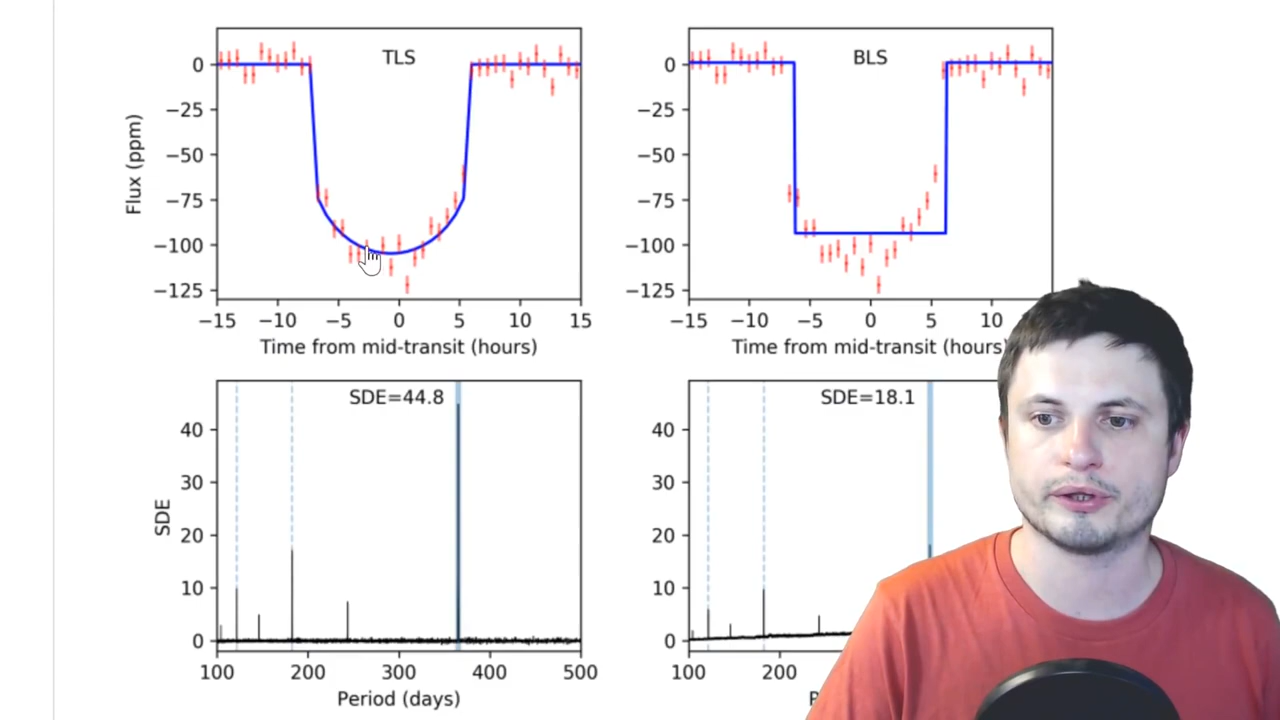 TLS
0
−25
−50
−75
−100
−125
Flux (ppm)
−15 −10 −5 0 5 10 15
Time from mid-transit (hours)
BLS
0
−25
−50
−75
−100
−125
−15 −10 −5 0 5 10
Time from mid-transit (hours)
SDE=44.8
40
30
20
10
0
SDE
100 200 300 400 500
Period (days)
SDE=18.1
40
30
20
10
0
100 200